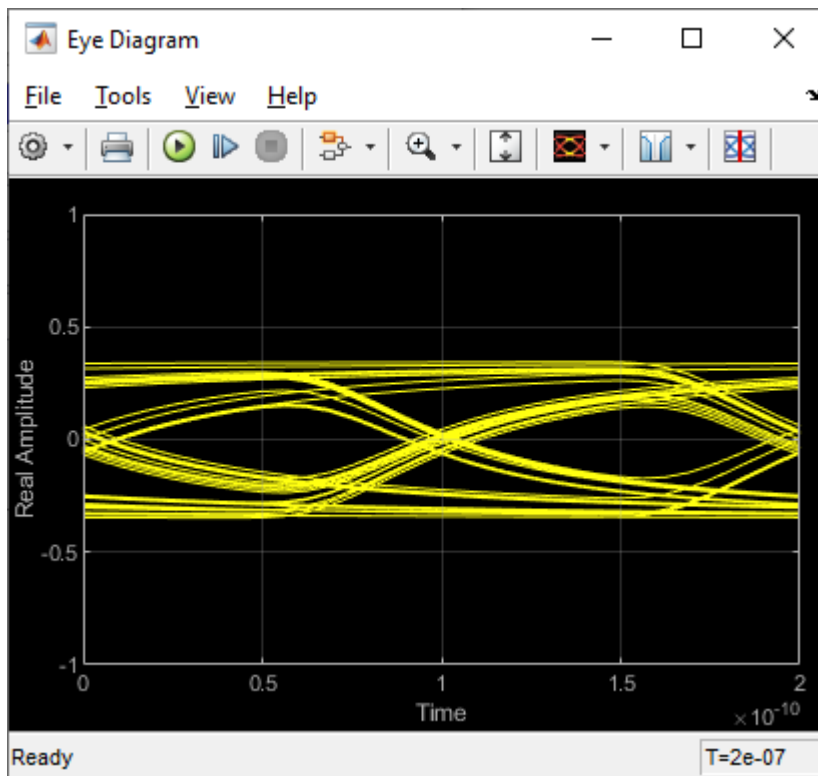 Eye Diagram
File Tools View Help
1
0.5
0
-0.5
-1
Real Amplitude
0 0.5 1 1.5 2
Time
×10-10
Ready T=2e-07